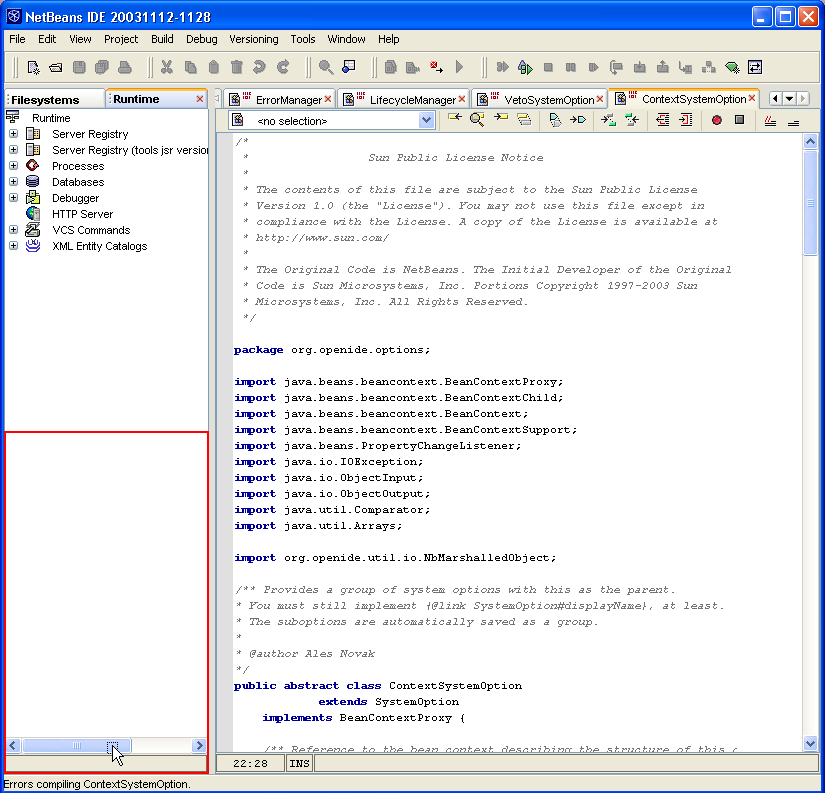 NetBeans IDE 20031112-1128
File Edit View Project Build Debug Versioning Tools Window Help
Filesystems Runtime ErrorManager LifecycleManager VetoSystemOption ContextSystemOption
Runtime
Server Registry
Server Registry (tools jsr versio
Processes
Databases
Debugger
HTTP Server
VCS Commands
XML Entity Catalogs
<no selection>
/*
 *                 Sun Public License Notice
 *
 * The contents of this file are subject to the Sun Public License
 * Version 1.0 (the "License"). You may not use this file except in
 * compliance with the License. A copy of the License is available at
 * http://www.sun.com/
 *
 * The Original Code is NetBeans. The Initial Developer of the Original
 * Code is Sun Microsystems, Inc. Portions Copyright 1997-2003 Sun
 * Microsystems, Inc. All Rights Reserved.
 */
package org.openide.options;
import java.beans.beancontext.BeanContextProxy;
import java.beans.beancontext.BeanContextChild;
import java.beans.beancontext.BeanContext;
import java.beans.beancontext.BeanContextSupport;
import java.beans.PropertyChangeListener;
import java.io.IOException;
import java.io.ObjectInput;
import java.io.ObjectOutput;
import java.util.Comparator;
import java.util.Arrays;
import org.openide.util.io.NbMarshalledObject;
/** Provides a group of system options with this as the parent.
* You must still implement {@link SystemOption#displayName}, at least.
* The suboptions are automatically saved as a group.
*
* @author Ales Novak
*/
public abstract class ContextSystemOption
            extends SystemOption
    implements BeanContextProxy {
    /** Reference to the bean context describing the structure of this
22:28 INS
Errors compiling ContextSystemOption.